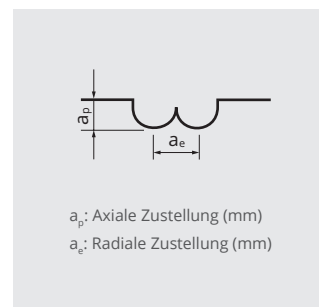 aₚ
aₑ
aₚ: Axiale Zustellung (mm)
aₑ: Radiale Zustellung (mm)